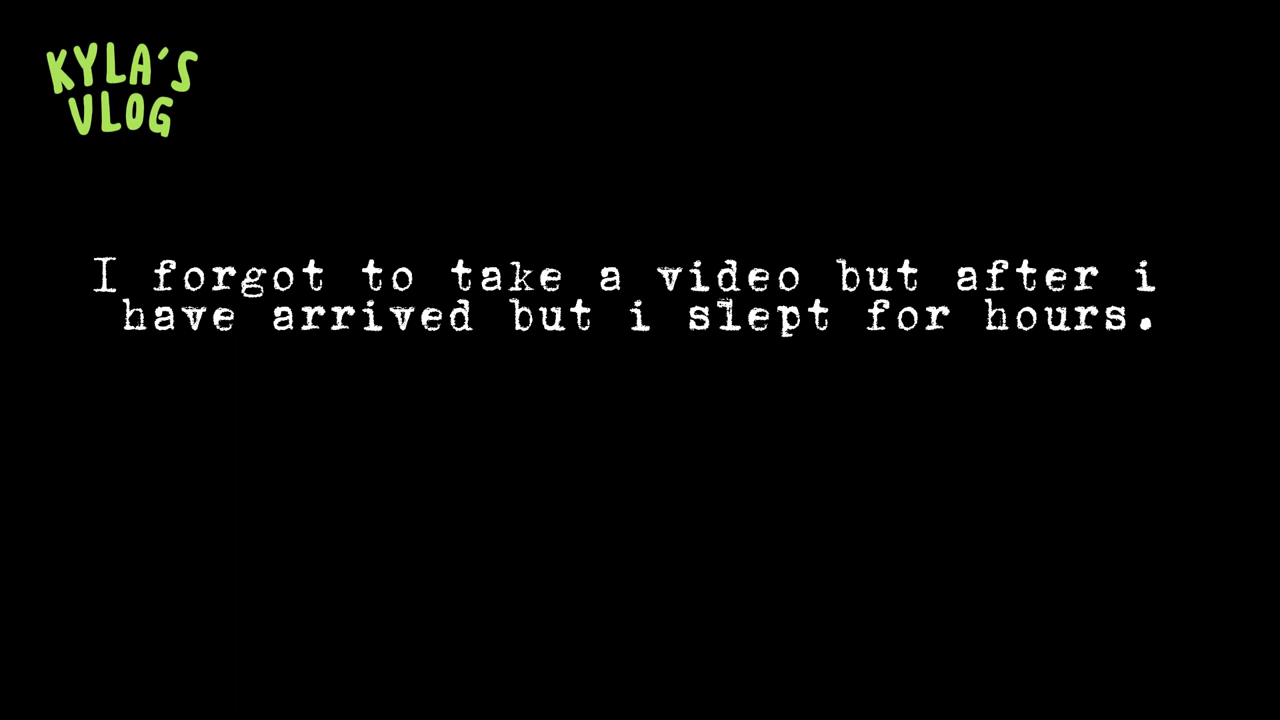 KYLA'S
VLOG
I forgot to take a video but after i
have arrived but i slept for hours.